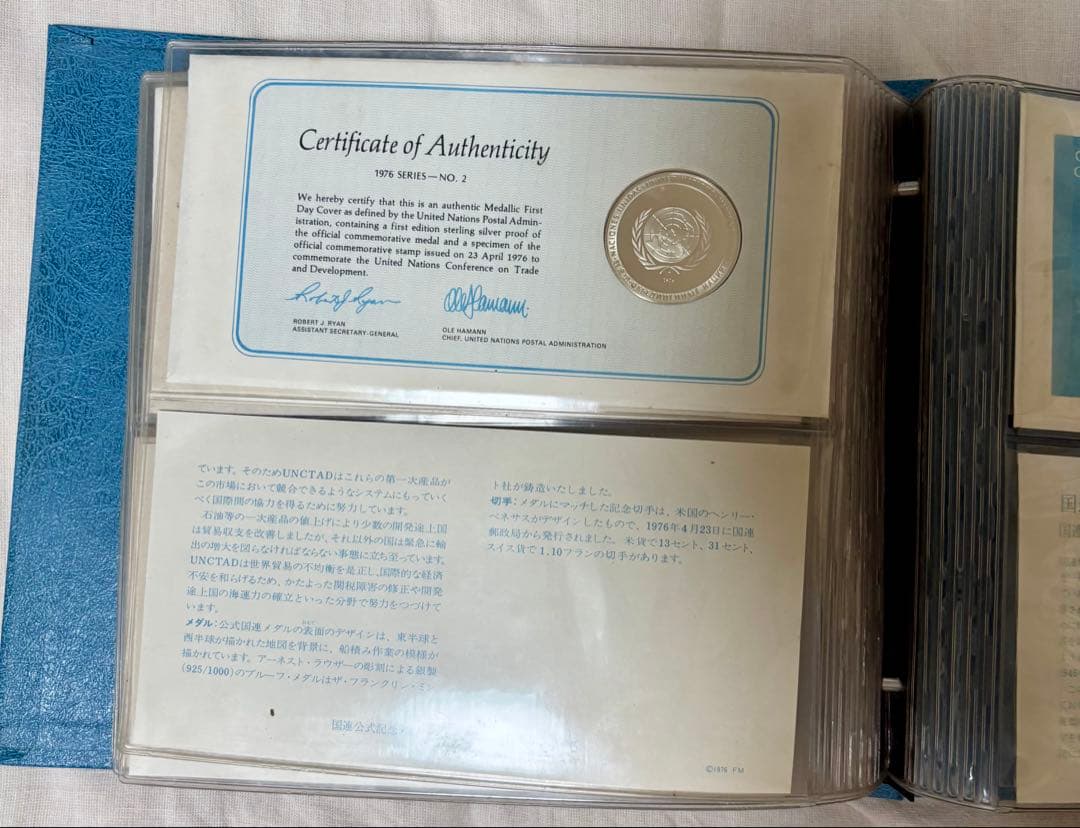 Certificate of Authenticity
1976 SERIES—NO. 2
We hereby certify that this is an authentic Medallic First
Day Cover as defined by the United Nations Postal Admin-
istration, containing a first edition sterling silver proof of
the official commemorative medal and a specimen of the
official commemorative stamp issued on 23 April 1976 to
commemorate the United Nations Conference on Trade
and Development.
ROBERT J. RYAN
ASSISTANT SECRETARY-GENERAL
OLE HAMANN
CHIEF, UNITED NATIONS POSTAL ADMINISTRATION
ています。そのためUNCTADはこれらの第一次産品が
この市場において競合できるようなシステムにもっていく
べく国際間の協力を得るために努力しています。
石油等の一次産品の値上げにより少数の開発途上国
は貿易収支を改善しましたが、それ以外の国は緊急に輸
出の増大を図らなければならない事態に立ち至っています。
UNCTADは世界貿易の不均衡を是正し、国際的な経済
不安を和らげるため、かたよった関税障害の修正や開発
途上国の海運力の確立といった分野で努力をつづけて
います。
メダル：公式国連メダルの表面のデザインは、東半球と
西半球が描かれた地図を背景に、船積み作業の模様が
描かれています。アーネスト・ラウザーの彫刻による銀製
(925/1000)のプルーフ・メダルはザ・フランクリン・ミン
ト社が鋳造いたしました。
切手：メダルにマッチした記念切手は、米国のヘンリー・
ベネサスがデザインしたもので、1976年4月23日に国連
郵政局から発行されました。米貨で13セント、31セント、
スイス貨で1.10フランの切手があります。
国連公式記念
©1976 FM